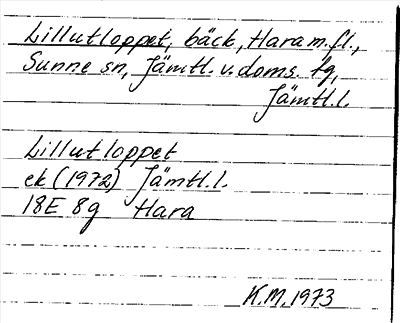 Lillutloppet, bäck, Hara m.fl.,
Sunne sn, Jämtl. v. doms. tg,
Jämtl.l.
Lillutloppet
ek (1972) Jämtl.l.
18E 8g Hara
K.M. 1973